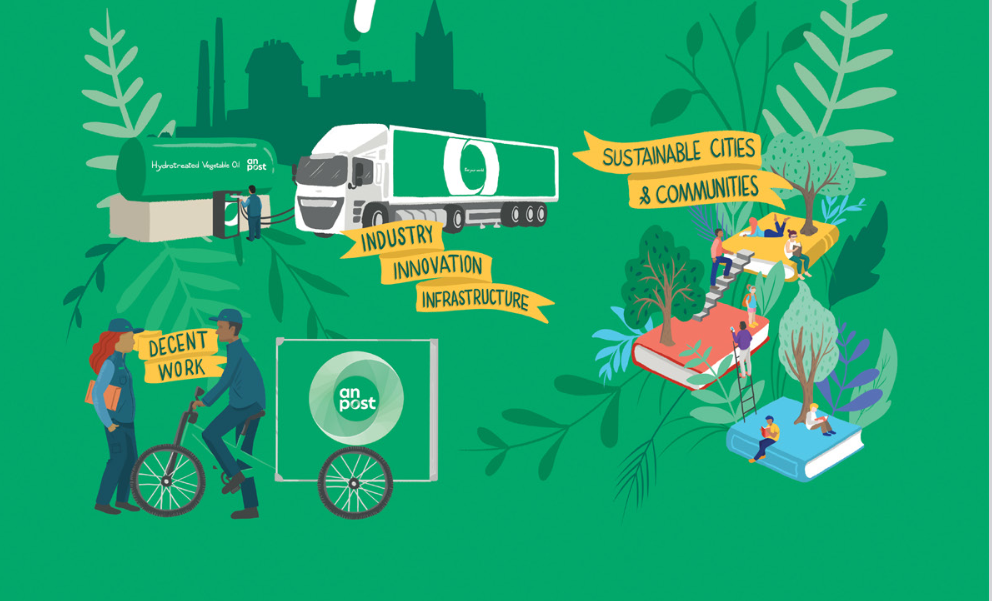 Hydrotreated Vegetable Oil
an
post
SUSTAINABLE CITIES
& COMMUNITIES
INDUSTRY
INNOVATION
INFRASTRUCTURE
DECENT
WORK
an
post